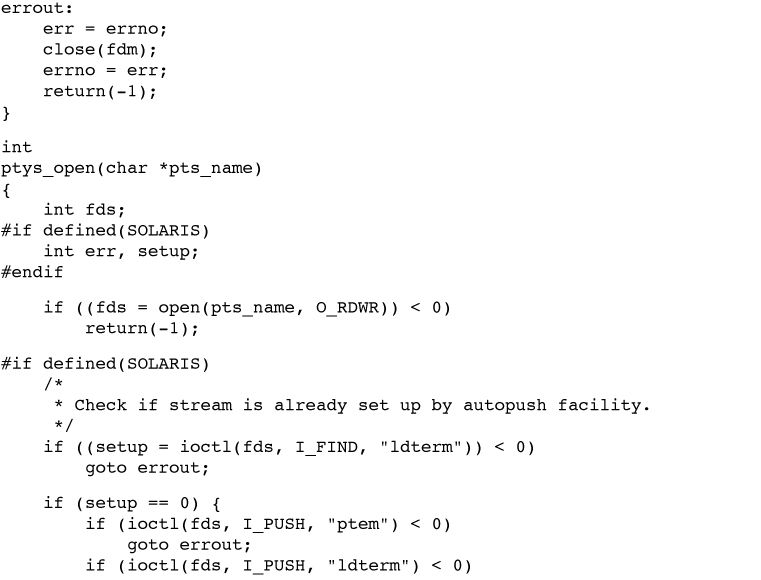 errout:
    err = errno;
    close(fdm);
    errno = err;
    return(-1);
}
int
ptys_open(char *pts_name)
{
    int fds;
#if defined(SOLARIS)
    int err, setup;
#endif
    if ((fds = open(pts_name, O_RDWR)) < 0)
        return(-1);
#if defined(SOLARIS)
    /*
     * Check if stream is already set up by autopush facility.
     */
    if ((setup = ioctl(fds, I_FIND, "ldterm")) < 0)
        goto errout;
    if (setup == 0) {
        if (ioctl(fds, I_PUSH, "ptem") < 0)
            goto errout;
        if (ioctl(fds, I_PUSH, "ldterm") < 0)